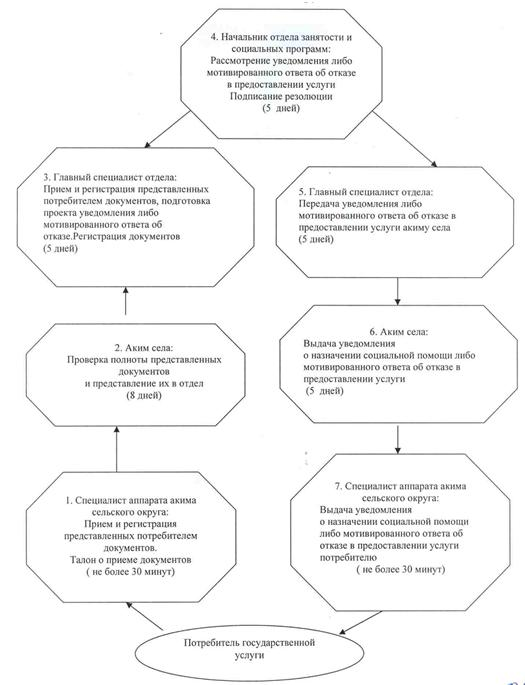 4. Начальник отдела занятости и
социальных программ:
Рассмотрение уведомления либо
мотивированного ответа об отказе
в предоставлении услуги
Подписание резолюции
(5 дней)
3. Главный специалист отдела:
Прием и регистрация представленных
потребителем документов, подготовка
проекта уведомления либо
мотивированного ответа об
отказе.Регистрация документов
(5 дней)
5. Главный специалист отдела:
Передача уведомления либо
мотивированного ответа об отказе в
предоставлении услуги акиму села
(5 дней)
2. Аким села:
Проверка полноты представленных
документов
и представление их в отдел
(8 дней)
6. Аким села:
Выдача уведомления
о назначении социальной помощи либо
мотивированного ответа об отказе в
предоставлении услуги
(5 дней)
1. Специалист аппарата акима
сельского округа:
Прием и регистрация
представленных потребителем
документов.
Талон о приеме документов
( не более 30 минут)
7. Специалист аппарата акима
сельского округа:
Выдача уведомления
о назначении социальной помощи
либо мотивированного ответа об
отказе в предоставлении услуги
потребителю
( не более 30 минут)
Потребитель государственной
услуги